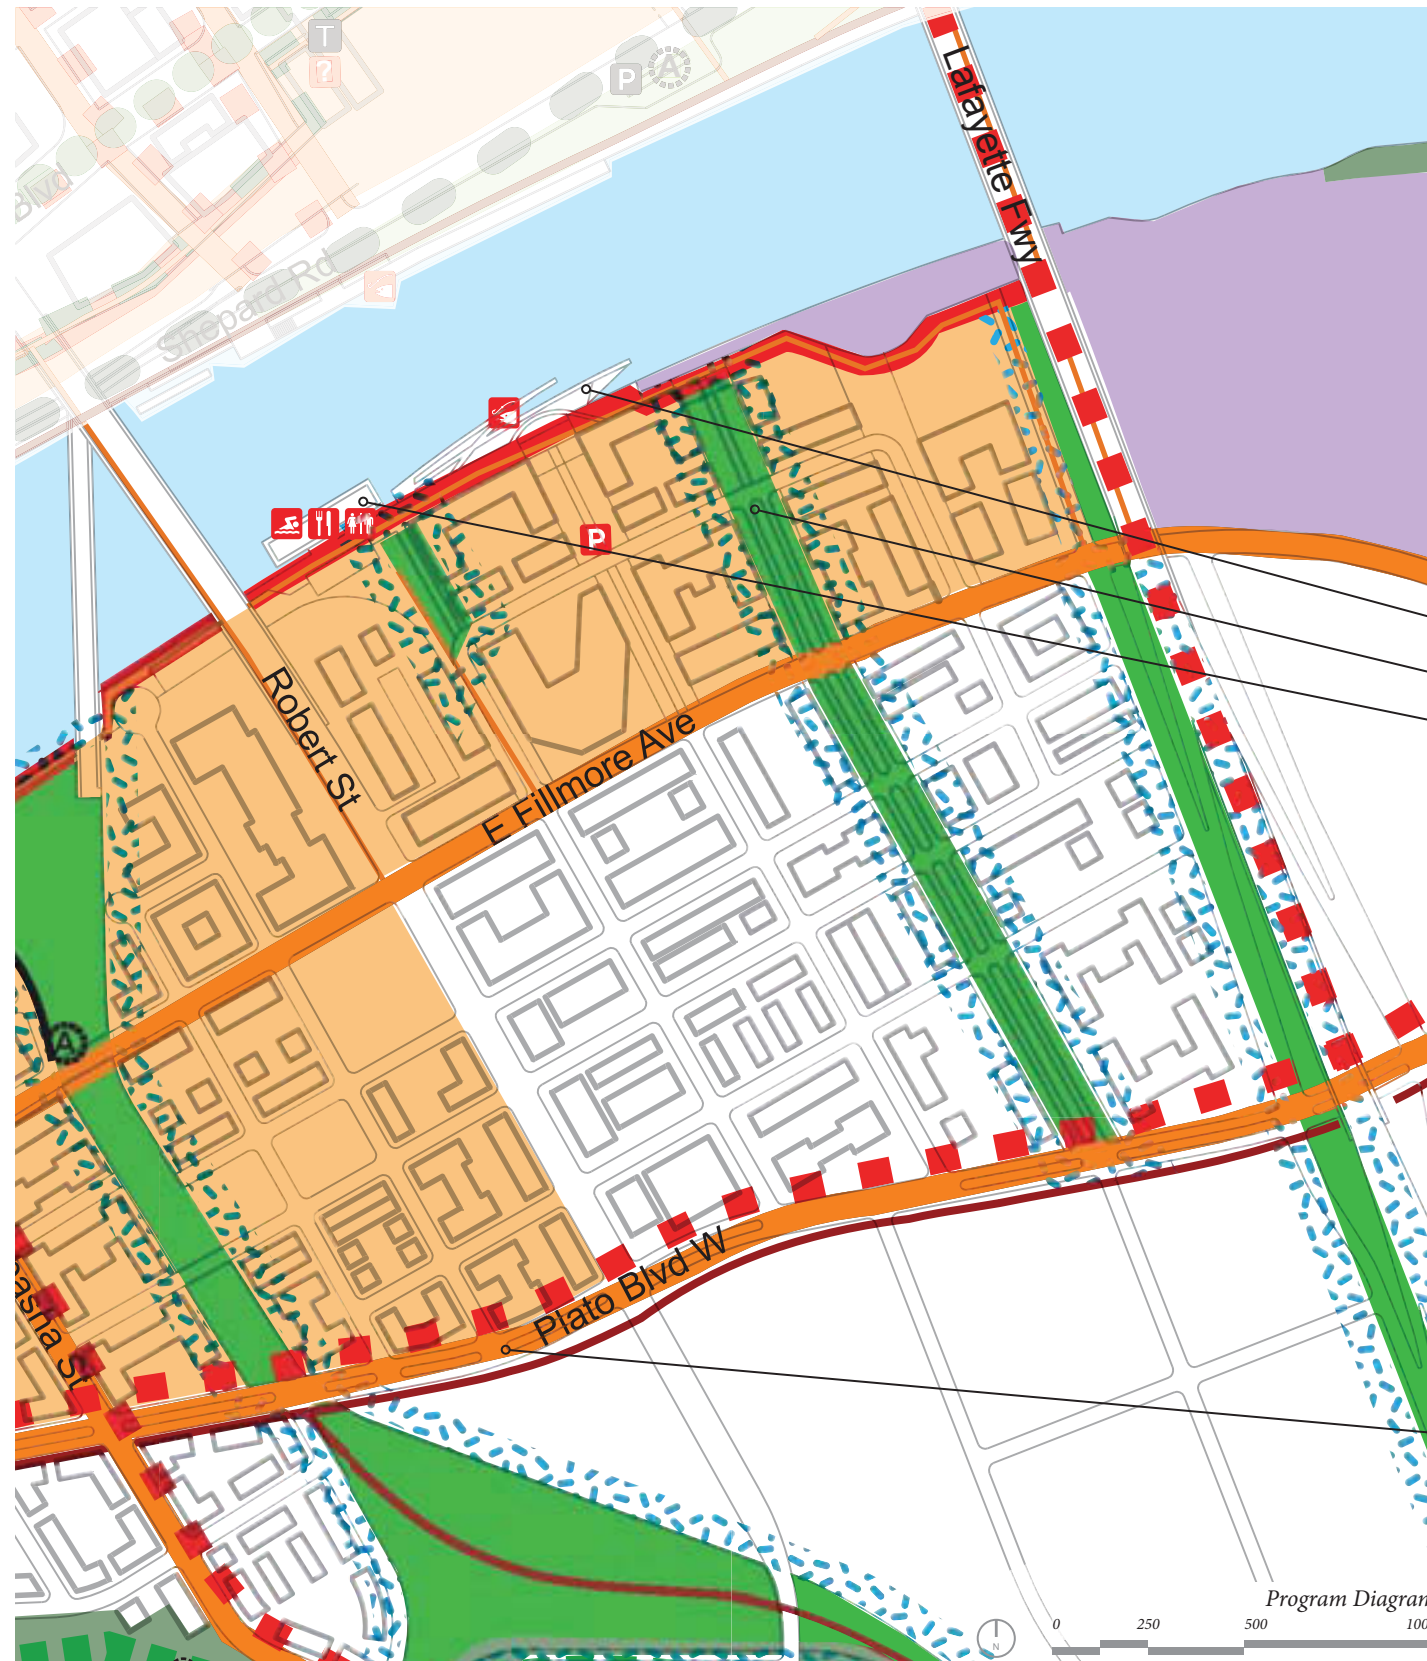 T
?
P
A
Blvd
Shepard Rd
Lafayette Fwy
P
Robert St
E Fillmore Ave
A
Plato Blvd W
Program Diagram
0 250 500 100
N